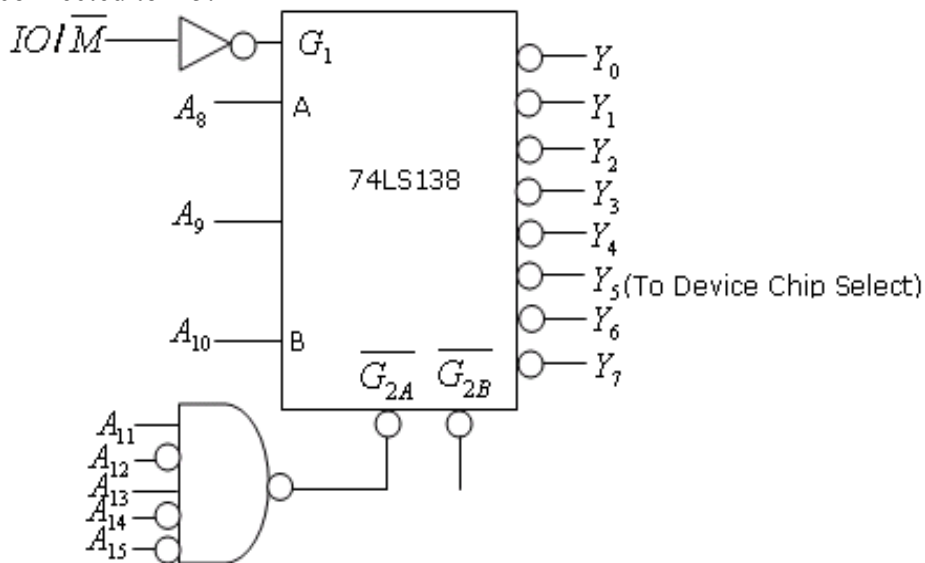 IO/M̅
G₁
A₈
A
74LS138
A₉
A₁₀
B
G̅₂A̅
G̅₂B̅
Y₀
Y₁
Y₂
Y₃
Y₄
Y₅ (To Device Chip Select)
Y₆
Y₇
A₁₁
A₁₂
A₁₃
A₁₄
A₁₅